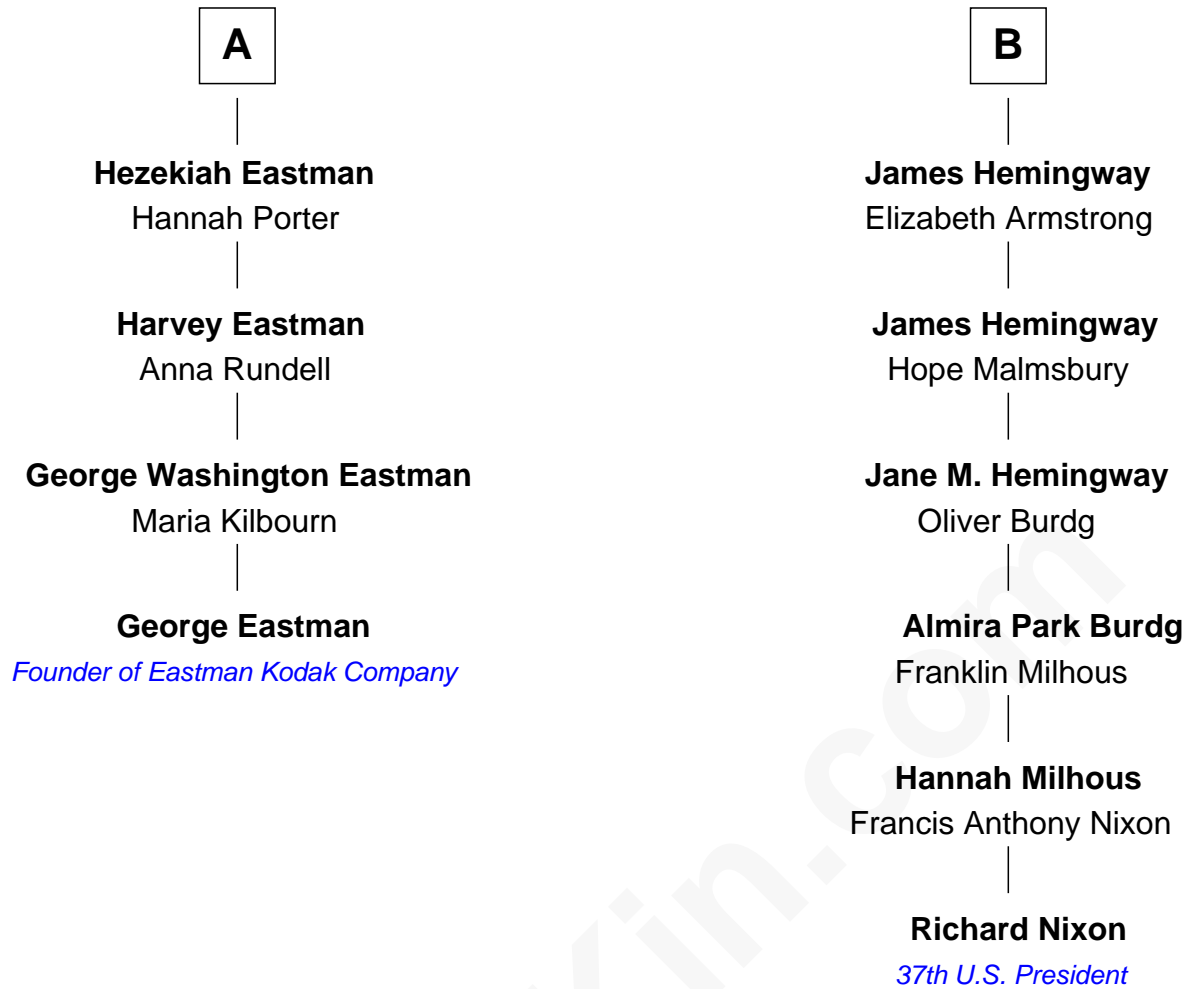 A
Hezekiah Eastman
Hannah Porter
Harvey Eastman
Anna Rundell
George Washington Eastman
Maria Kilbourn
George Eastman
Founder of Eastman Kodak Company
B
James Hemingway
Elizabeth Armstrong
James Hemingway
Hope Malmsbury
Jane M. Hemingway
Oliver Burdg
Almira Park Burdg
Franklin Milhous
Hannah Milhous
Francis Anthony Nixon
Richard Nixon
37th U.S. President
Kin.com